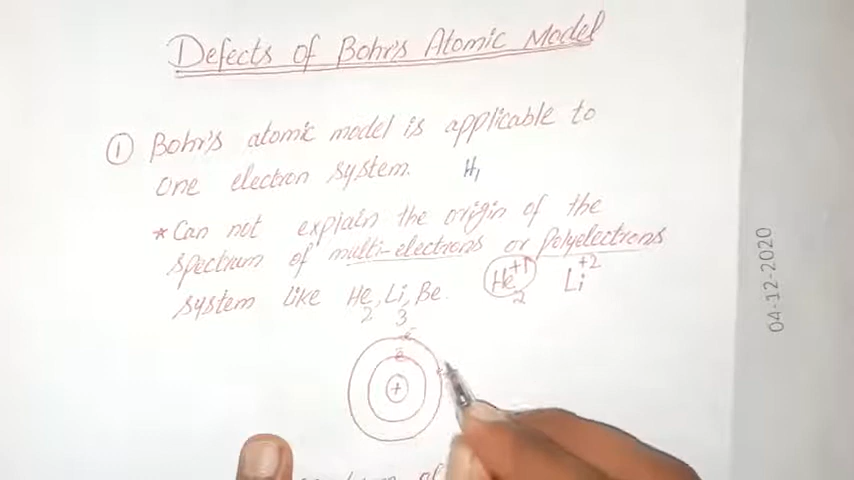 Defects of Bohr's Atomic Model
① Bohr's atomic model is applicable to
one electron system. H₁
* Can not explain the origin of the
spectrum of multi-electrons or polyelectrons
system like He, Li, Be. He⁺¹ Li⁺²
2 3 2
e e
+
of
04-12-2020